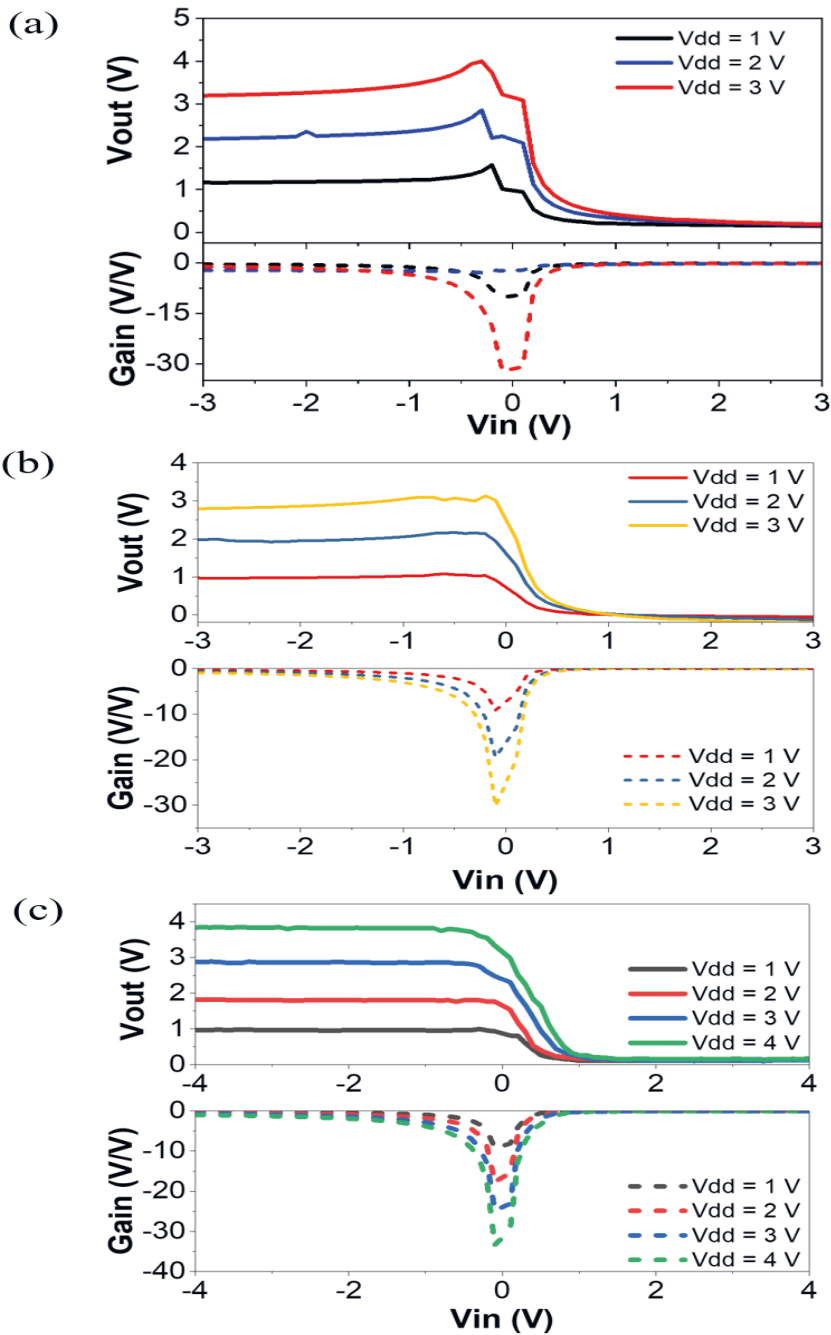 (a)
5
4
3
2
1
0
Vout (V)
Vdd = 1 V
Vdd = 2 V
Vdd = 3 V
0
-15
-30
Gain (V/V)
-3 -2 -1 0 1 2 3
Vin (V)
(b)
4
3
2
1
0
Vout (V)
Vdd = 1 V
Vdd = 2 V
Vdd = 3 V
-3 -2 -1 0 1 2 3
0
-10
-20
-30
Gain (V/V)
Vdd = 1 V
Vdd = 2 V
Vdd = 3 V
-3 -2 -1 0 1 2 3
Vin (V)
(c)
4
3
2
1
0
Vout (V)
Vdd = 1 V
Vdd = 2 V
Vdd = 3 V
Vdd = 4 V
-4 -2 0 2 4
0
-10
-20
-30
-40
Gain (V/V)
Vdd = 1 V
Vdd = 2 V
Vdd = 3 V
Vdd = 4 V
-4 -2 0 2 4
Vin (V)